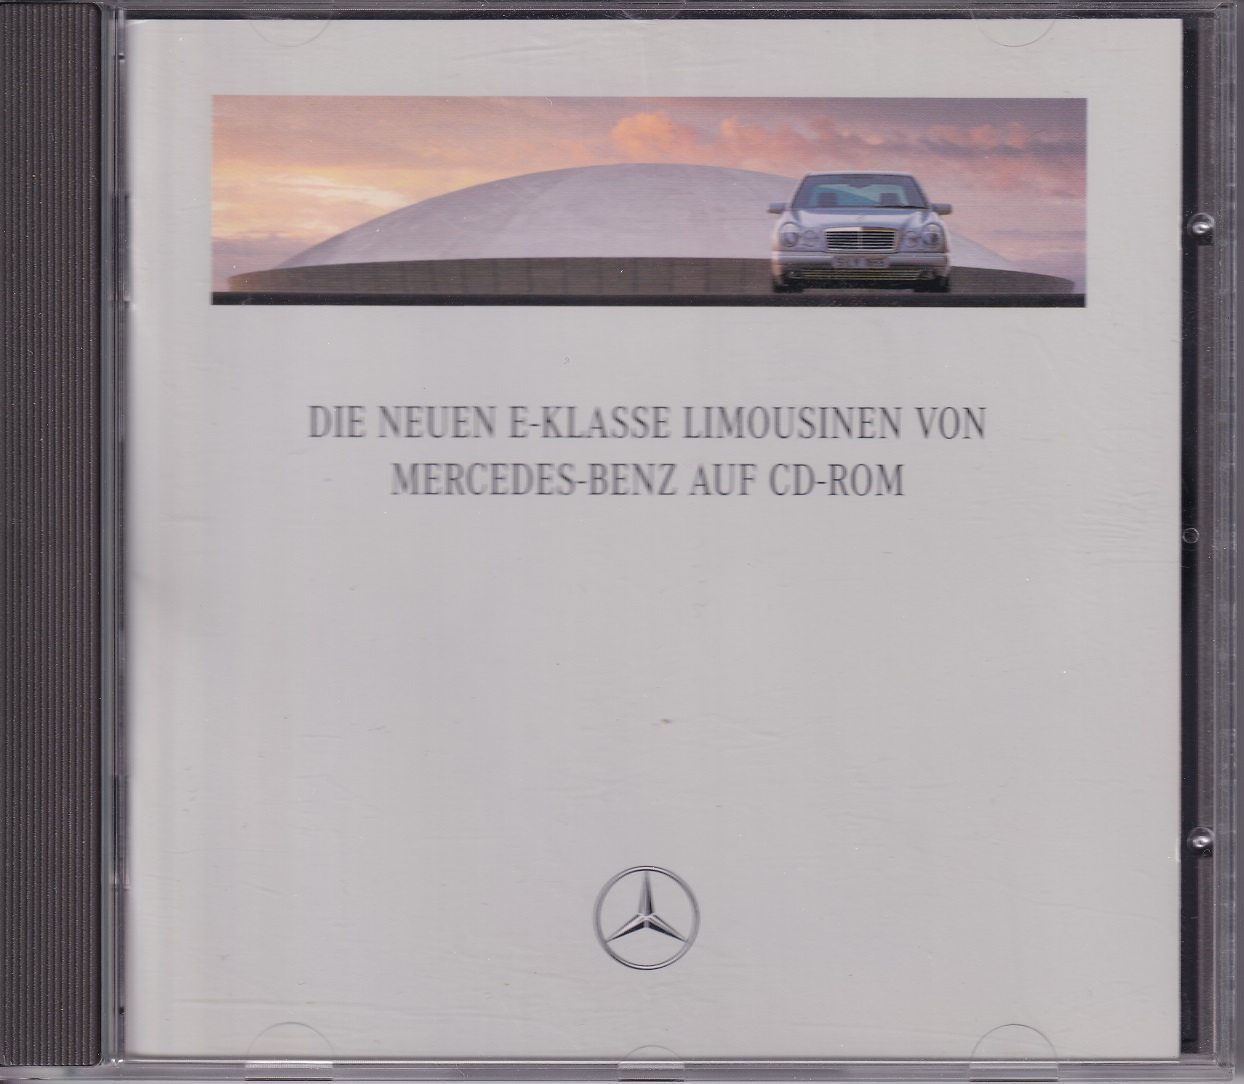 DIE NEUEN E-KLASSE LIMOUSINEN VON
MERCEDES-BENZ AUF CD-ROM